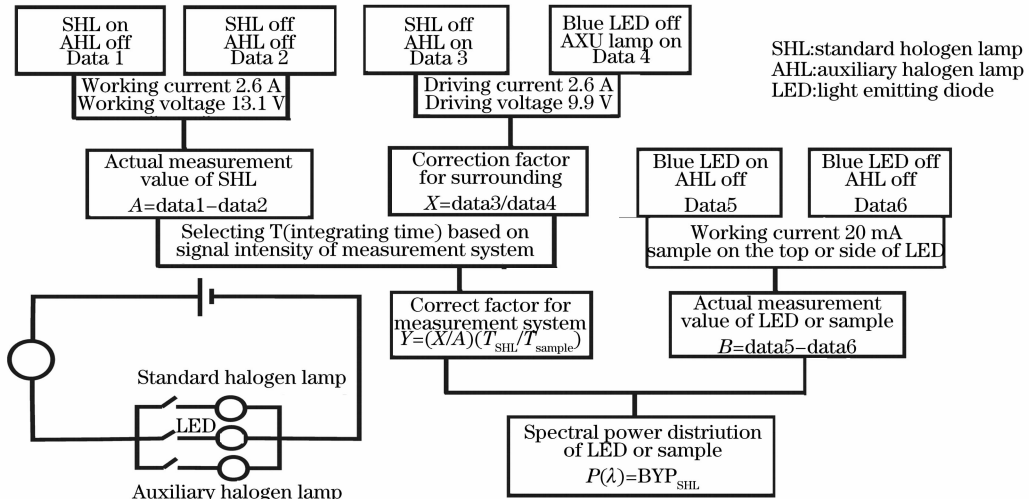 SHL on
AHL off
Data 1
SHL off
AHL off
Data 2
Working current 2.6 A
Working voltage 13.1 V
SHL off
AHL on
Data 3
Blue LED off
AXU lamp on
Data 4
Driving current 2.6 A
Driving voltage 9.9 V
SHL:standard hologen lamp
AHL:auxiliary halogen lamp
LED:light emitting diode
Actual measurement
value of SHL
A=data1−data2
Correction factor
for surrounding
X=data3/data4
Blue LED on
AHL off
Data5
Blue LED off
AHL off
Data6
Selecting T(integrating time) based on
signal intensity of measurement system
Working current 20 mA
sample on the top or side of LED
Correct factor for
measurement system
Y=(X/A)(T_SHL/T_sample)
Actual measurement
value of LED or sample
B=data5−data6
Standard halogen lamp
LED
Auxiliary halogen lamp
Spectral power distriution
of LED or sample
P(λ)=BYP_SHL